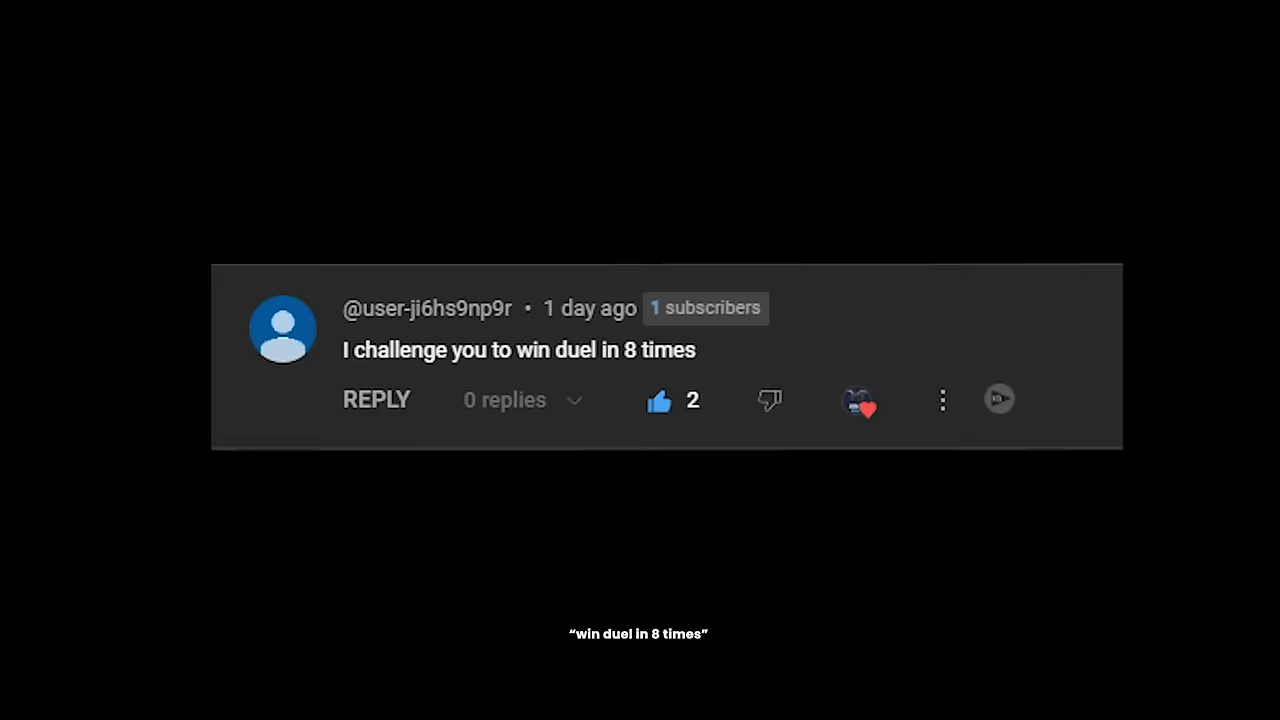 @user-ji6hs9np9r • 1 day ago 1 subscribers
I challenge you to win duel in 8 times
REPLY 0 replies 2
“win duel in 8 times”